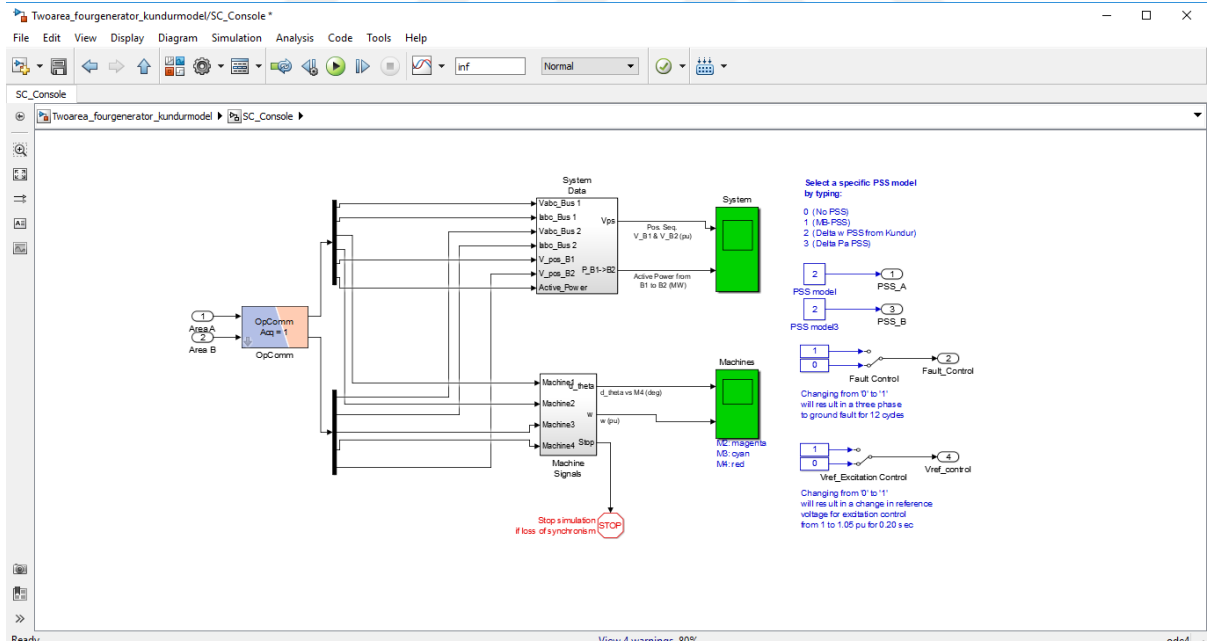 Twoarea_fourgenerator_kundurmodel/SC_Console *
File Edit View Display Diagram Simulation Analysis Code Tools Help
inf
Normal
SC_Console
Twoarea_fourgenerator_kundurmodel
SC_Console
System
Data
Vabc_Bus 1
Iabc_Bus 1
Vabc_Bus 2
Iabc_Bus 2
V_pos_B1
V_pos_B2
Active_Power
Vps
P_B1->B2
Pos. Seq.
V_B1 & V_B2 (pu)
Active Power from
B1 to B2 (MW)
System
Select a specific PSS model
by typing:
0 (No PSS)
1 (MB-PSS)
2 (Delta w PSS from Kundur)
3 (Delta Pa PSS)
2
PSS model
1
PSS_A
2
PSS model3
3
PSS_B
1
Area A
2
Area B
OpComm
Acq = 1
OpComm
1
0
Fault Control
2
Fault_Control
Changing from '0' to '1'
will result in a three phase
to ground fault for 12 cycles
Machine1
Machine2
Machine3
Machine4
d_theta
w
Stop
Machine
Signals
d_theta vs M4 (deg)
w (pu)
Machines
M2: magenta
M3: cyan
M4: red
1
0
Vref_Excitation Control
4
Vref_control
Changing from '0' to '1'
will result in a change in reference
voltage for excitation control
from 1 to 1.05 pu for 0.20 sec
Stop simulation
if loss of synchronism
STOP
Ready
View 4 warnings 80%
ode4